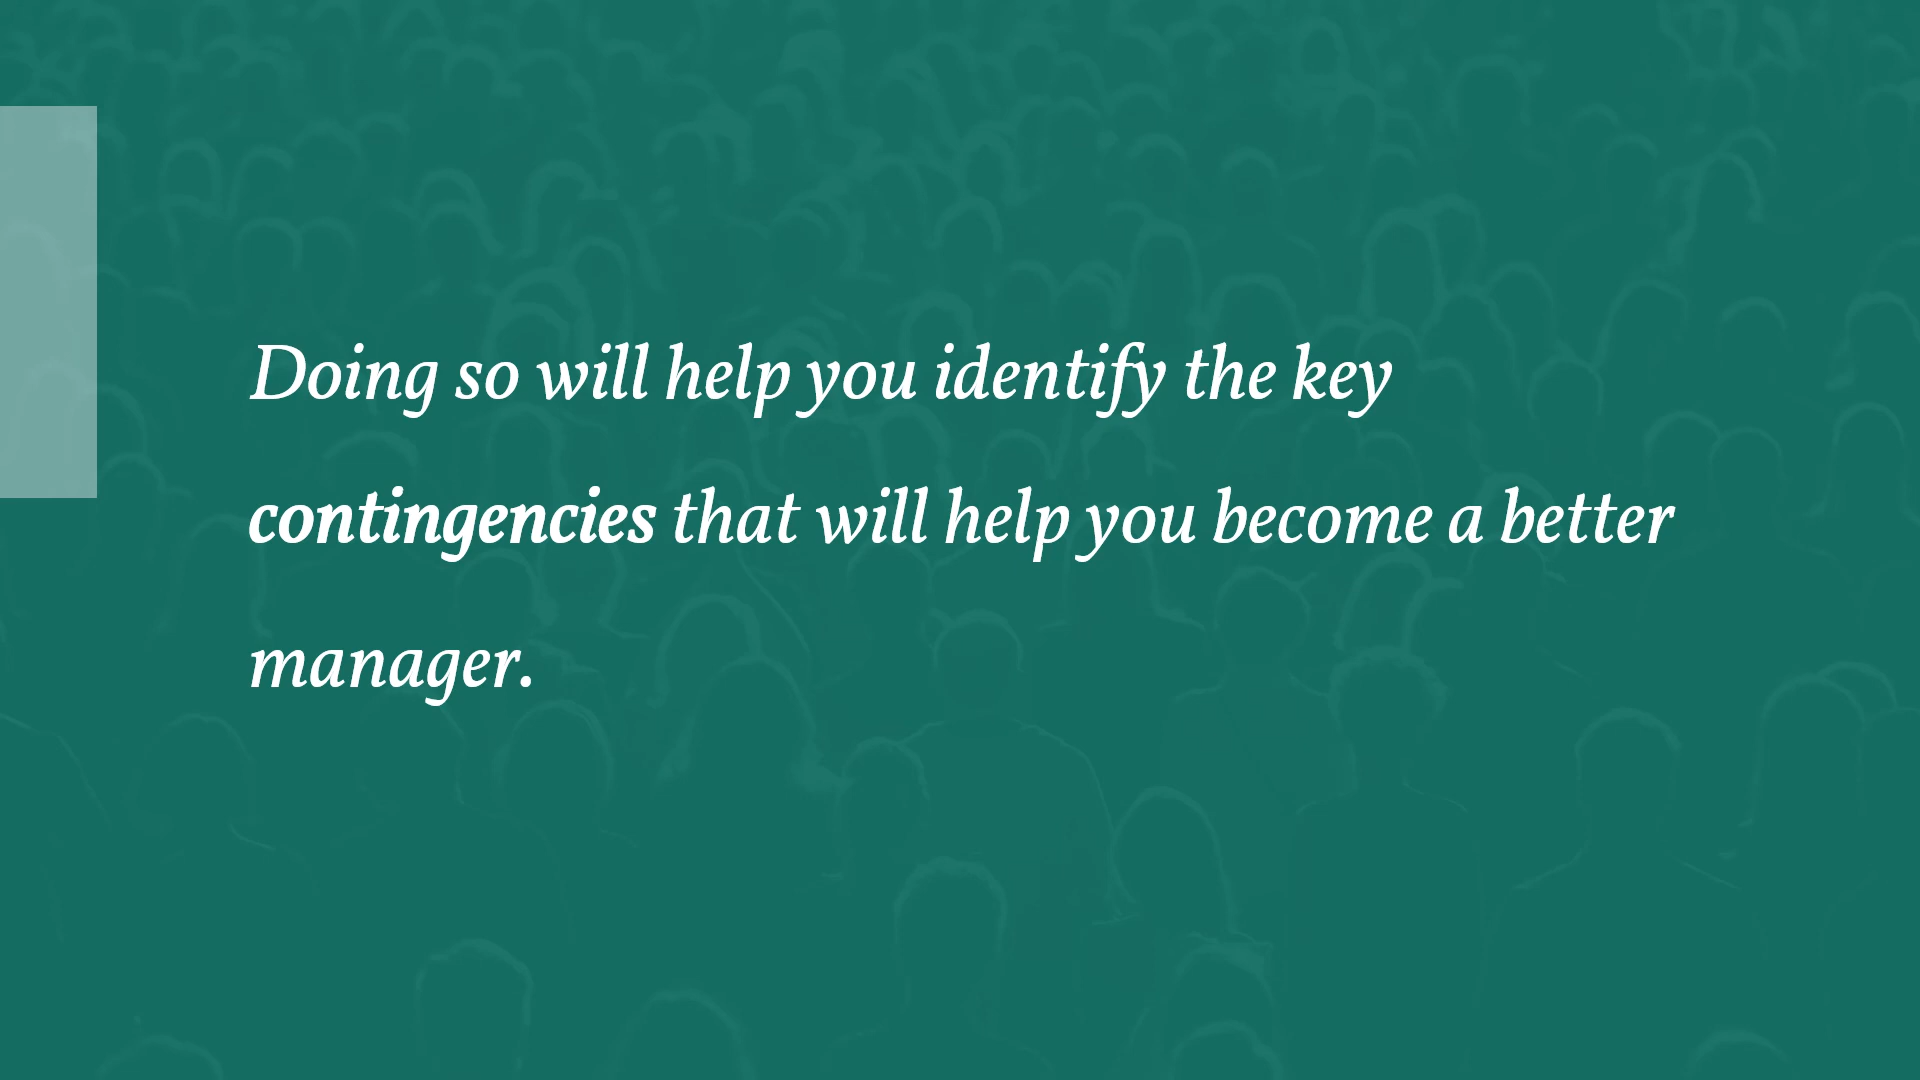 Doing so will help you identify the key
contingencies that will help you become a better
manager.